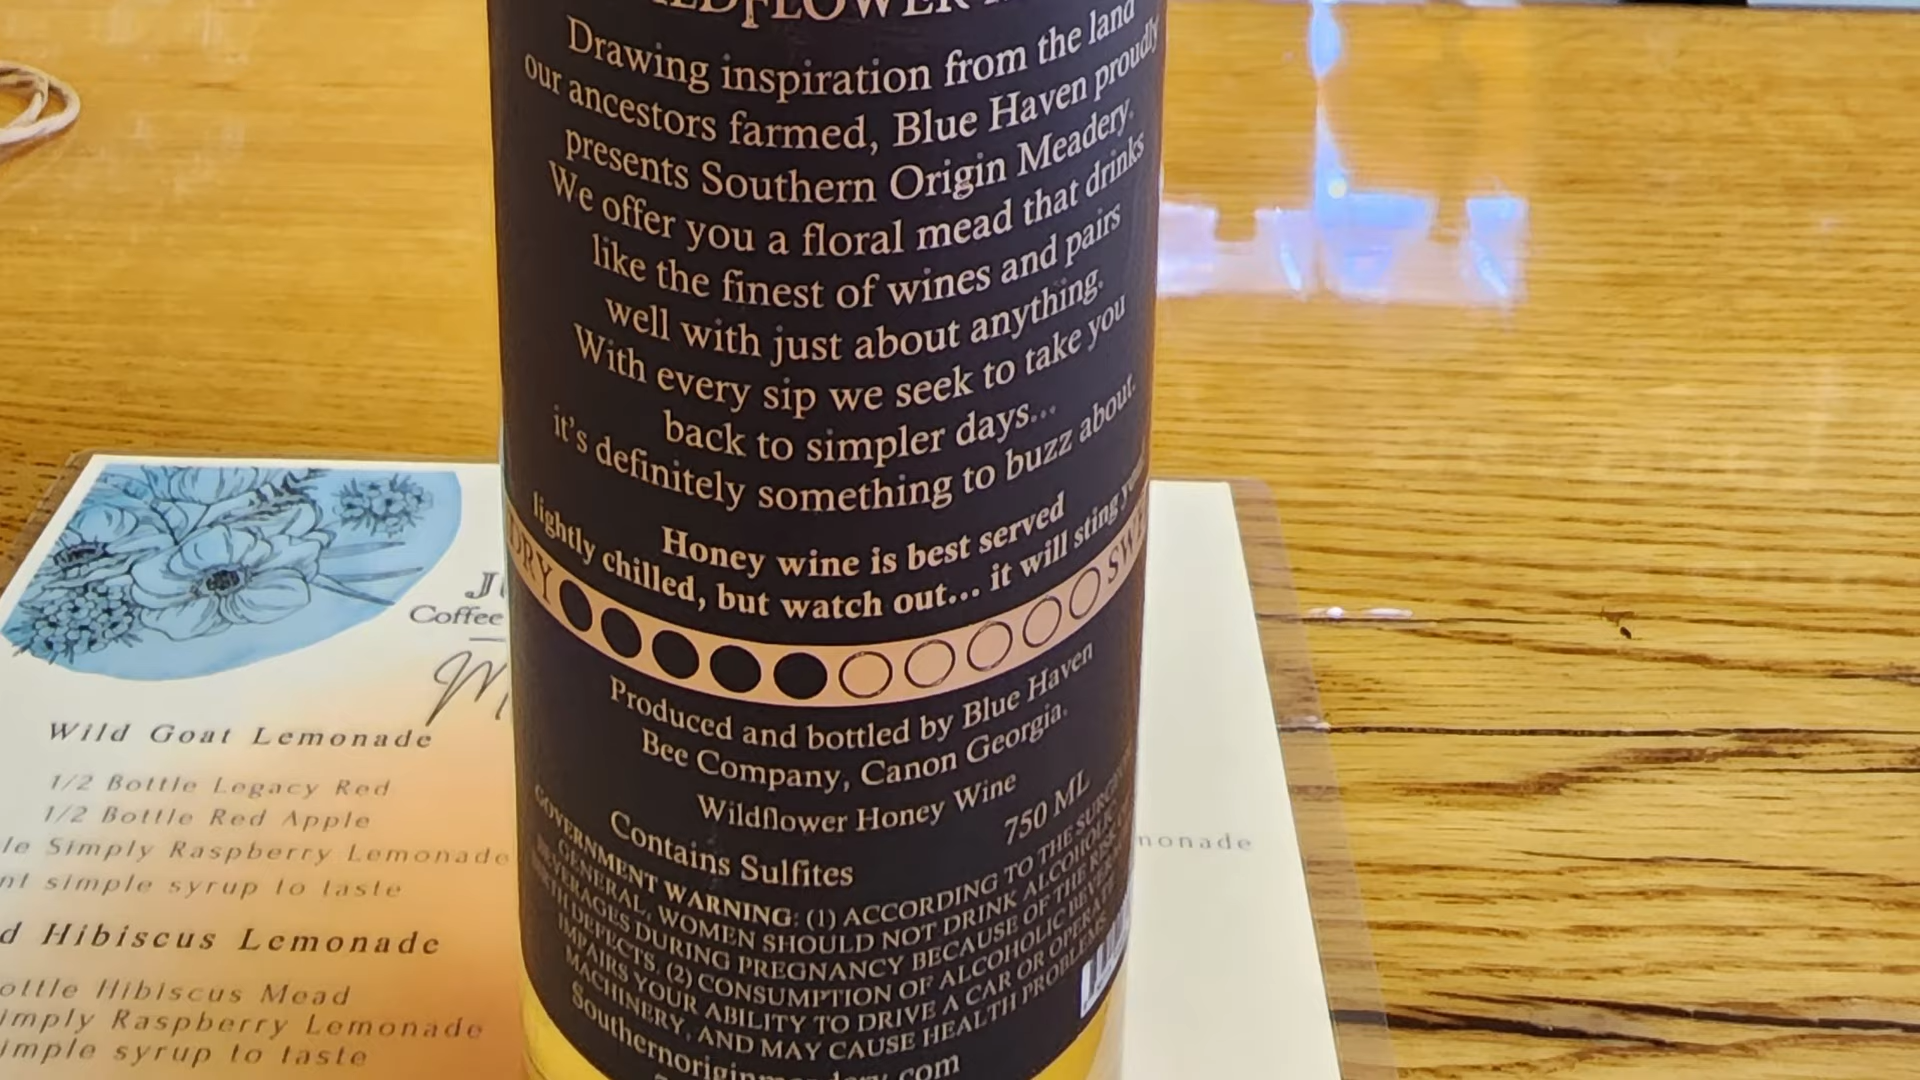 Drawing inspiration from the land
our ancestors farmed, Blue Haven proudly
presents Southern Origin Meadery.
We offer you a floral mead that drinks
like the finest of wines and pairs
well with just about anything.
With every sip we seek to take you
back to simpler days...
it's definitely something to buzz about.
Honey wine is best served
lightly chilled, but watch out... it will sting
DRY
Produced and bottled by Blue Haven
Bee Company, Canon Georgia.
Wildflower Honey Wine
Contains Sulfites 750 ML
GOVERNMENT WARNING: (1) ACCORDING TO THE SURGEON
GENERAL, WOMEN SHOULD NOT DRINK ALCOHOLIC
BEVERAGES DURING PREGNANCY BECAUSE OF THE RISK OF
BIRTH DEFECTS. (2) CONSUMPTION OF ALCOHOLIC BEVERAGES
IMPAIRS YOUR ABILITY TO DRIVE A CAR OR OPERATE
MACHINERY, AND MAY CAUSE HEALTH PROBLEMS
Southernoriginmeadery.com
Coffee
Wild Goat Lemonade
1/2 Bottle Legacy Red
1/2 Bottle Red Apple
Simply Raspberry Lemonade
simple syrup to taste
Hibiscus Lemonade
Hibiscus Mead
Raspberry Lemonade
syrup to taste